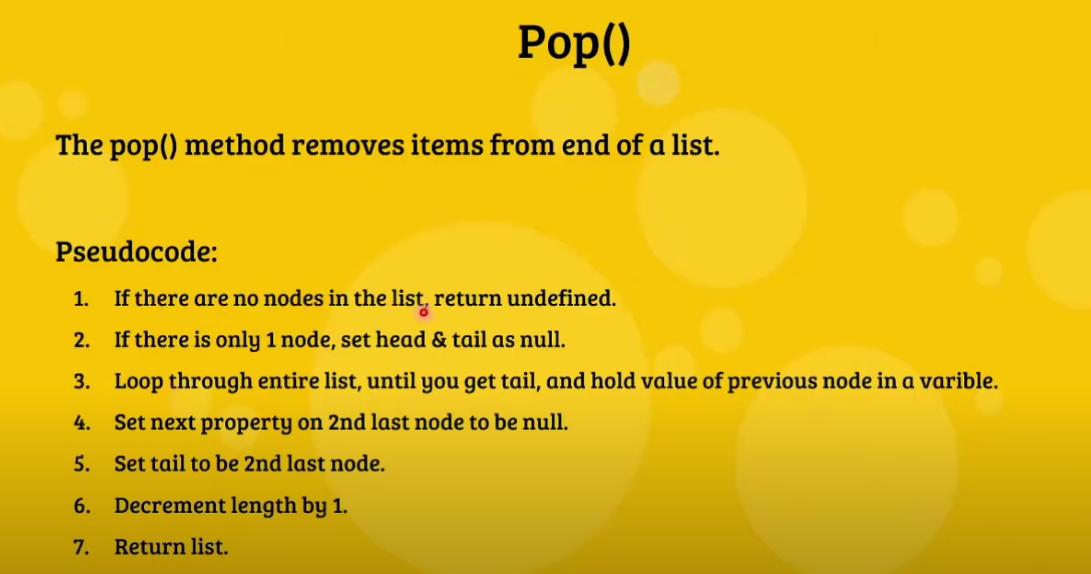 Pop()
The pop() method removes items from end of a list.
Pseudocode:
1. If there are no nodes in the list, return undefined.
2. If there is only 1 node, set head & tail as null.
3. Loop through entire list, until you get tail, and hold value of previous node in a varible.
4. Set next property on 2nd last node to be null.
5. Set tail to be 2nd last node.
6. Decrement length by 1.
7. Return list.